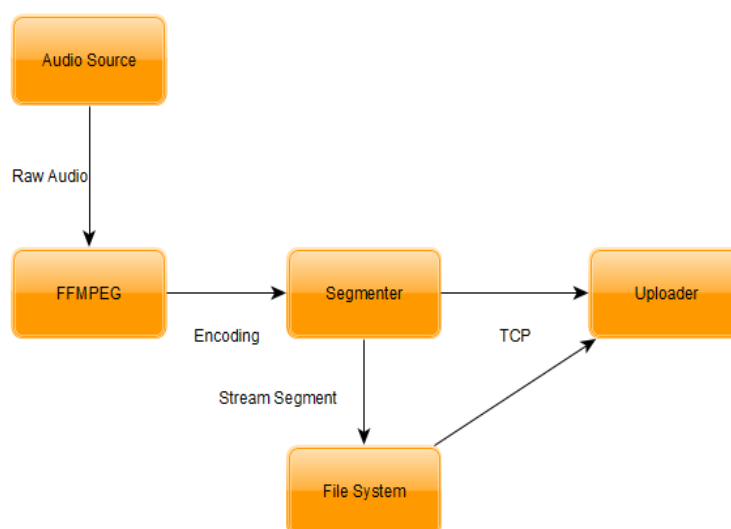 Audio Source
Raw Audio
FFMPEG
Segmenter
Uploader
Encoding
TCP
Stream Segment
File System